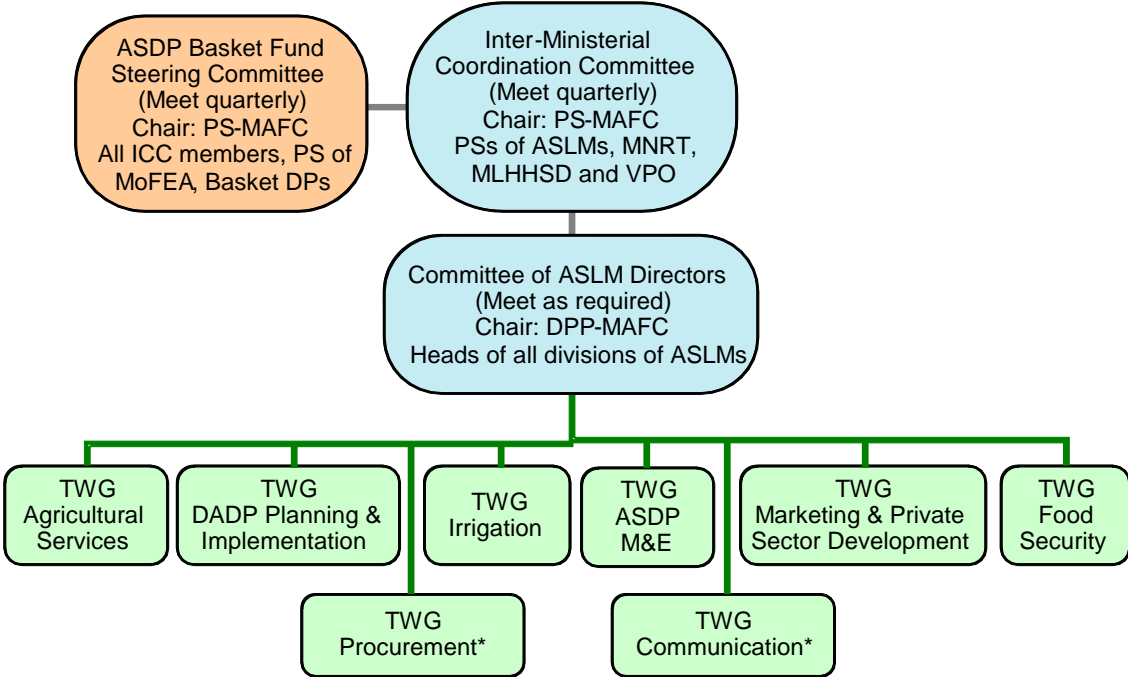 ASDP Basket Fund
Steering Committee
(Meet quarterly)
Chair: PS-MAFC
All ICC members, PS of
MoFEA, Basket DPs
Inter-Ministerial
Coordination Committee
(Meet quarterly)
Chair: PS-MAFC
PSs of ASLMs, MNRT,
MLHHSD and VPO
Committee of ASLM Directors
(Meet as required)
Chair: DPP-MAFC
Heads of all divisions of ASLMs
TWG
Agricultural
Services
TWG
DADP Planning &
Implementation
TWG
Irrigation
TWG
ASDP
M&E
TWG
Marketing & Private
Sector Development
TWG
Food
Security
TWG
Procurement*
TWG
Communication*